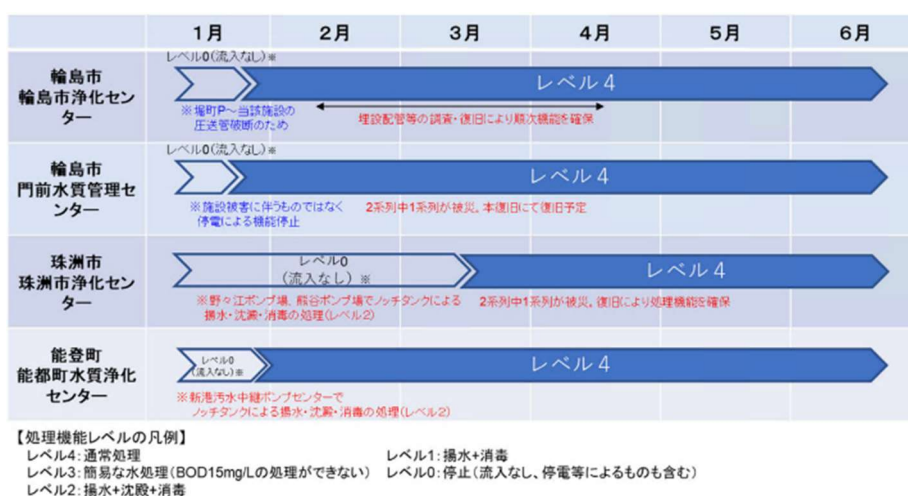 1月 2月 3月 4月 5月 6月
輪島市
輪島市浄化セン
ター
レベル0(流入なし)※
レベル4
※堀町P～当該施設の
圧送管破断のため
埋設配管等の調査・復旧により順次機能を確保
輪島市
門前水質管理セ
ンター
レベル0(流入なし)※
レベル4
※施設被害に伴うものではなく
停電による機能停止
2系列中1系列が被災。本復旧にて復旧予定
珠洲市
珠洲市浄化セン
ター
レベル0
(流入なし) ※
レベル4
※野々江ポンプ場、熊谷ポンプ場でノッチタンクによる
揚水・沈澱・消毒の処理(レベル2)
2系列中1系列が被災。復旧により処理機能を確保
能登町
能都町水質浄化
センター
レベル0
(流入なし)※
レベル4
※新港汚水中継ポンプセンターで
ノッチタンクによる揚水・沈澱・消毒の処理(レベル2)
【処理機能レベルの凡例】
レベル4：通常処理
レベル1：揚水+消毒
レベル3：簡易な水処理(BOD15mg/Lの処理ができない)
レベル0：停止(流入なし、停電等によるものも含む)
レベル2：揚水+沈殿+消毒